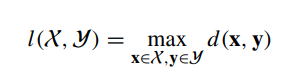 l(𝒳, 𝒴) = max d(x, y)
x∈𝒳,y∈𝒴